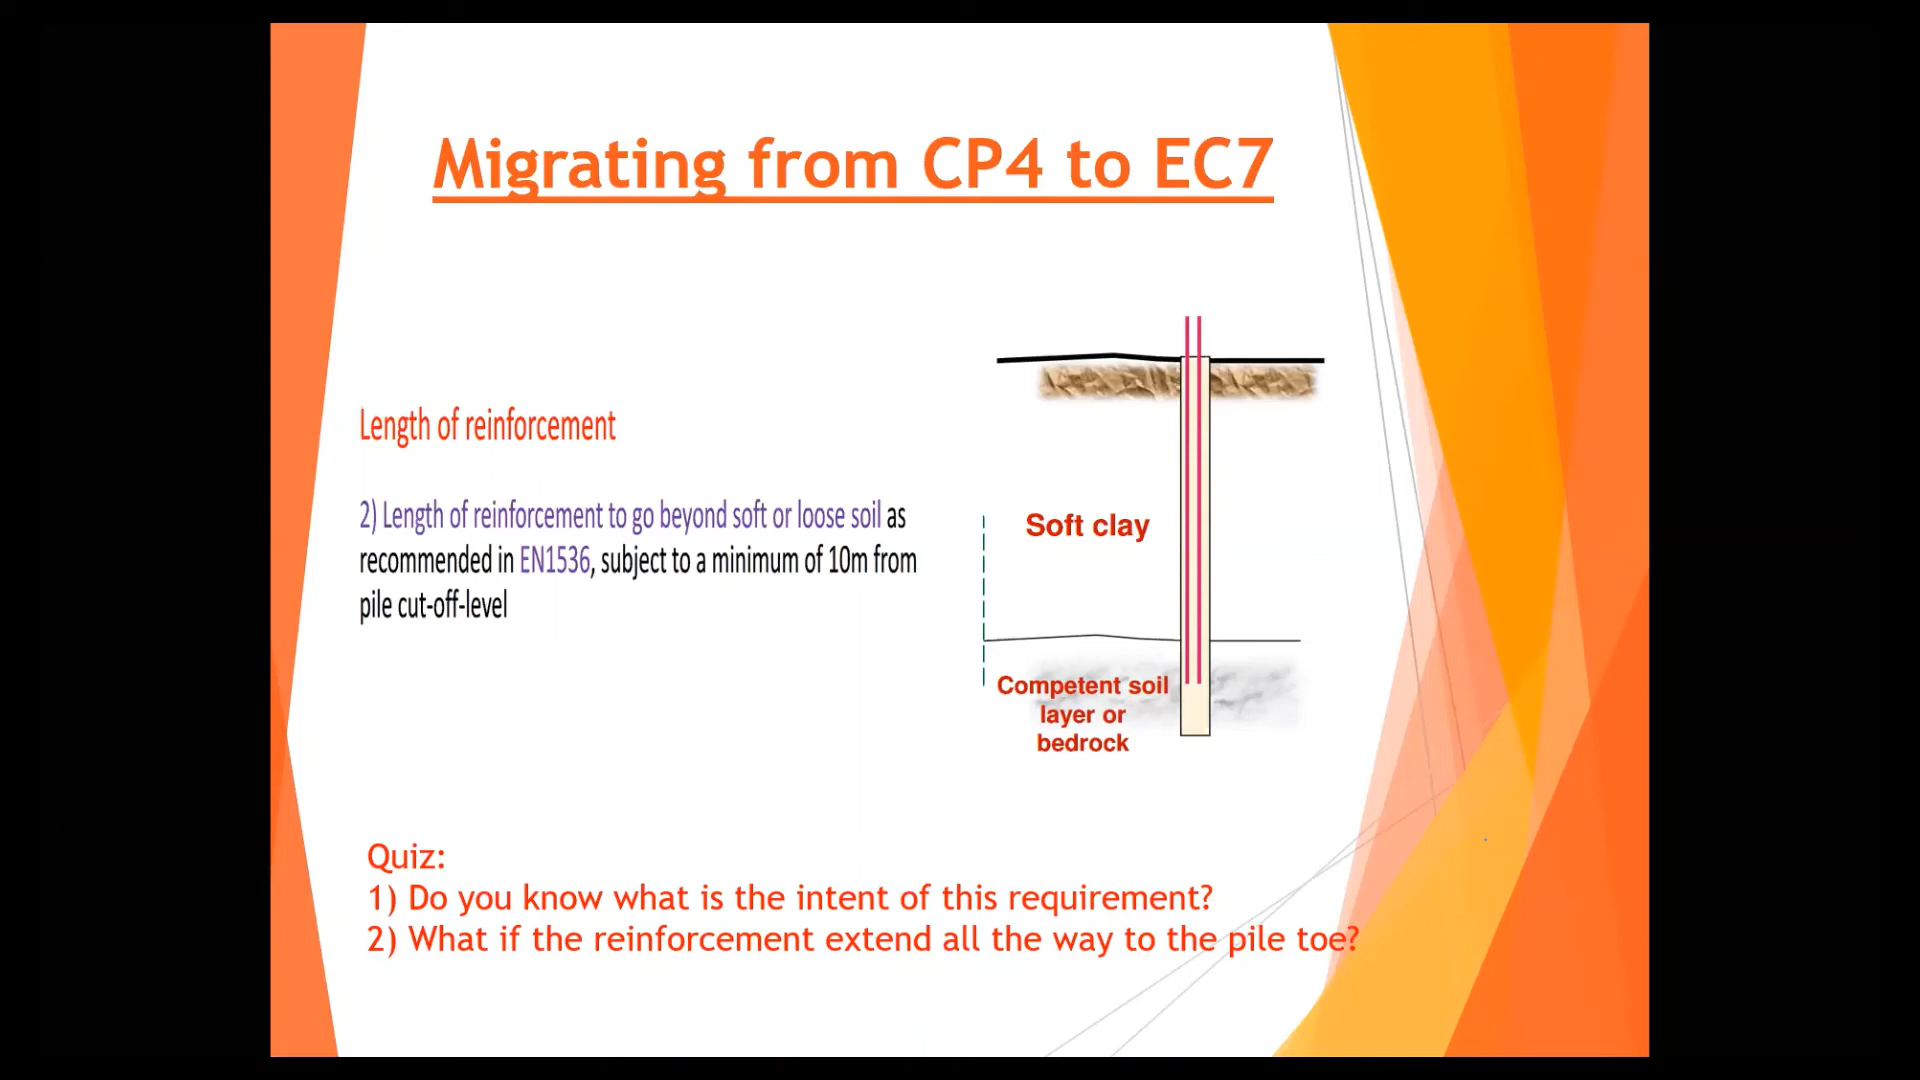 Migrating from CP4 to EC7
Length of reinforcement
2) Length of reinforcement to go beyond soft or loose soil as
recommended in EN1536, subject to a minimum of 10m from
pile cut-off-level
Soft clay
Competent soil
layer or
bedrock
Quiz:
1) Do you know what is the intent of this requirement?
2) What if the reinforcement extend all the way to the pile toe?